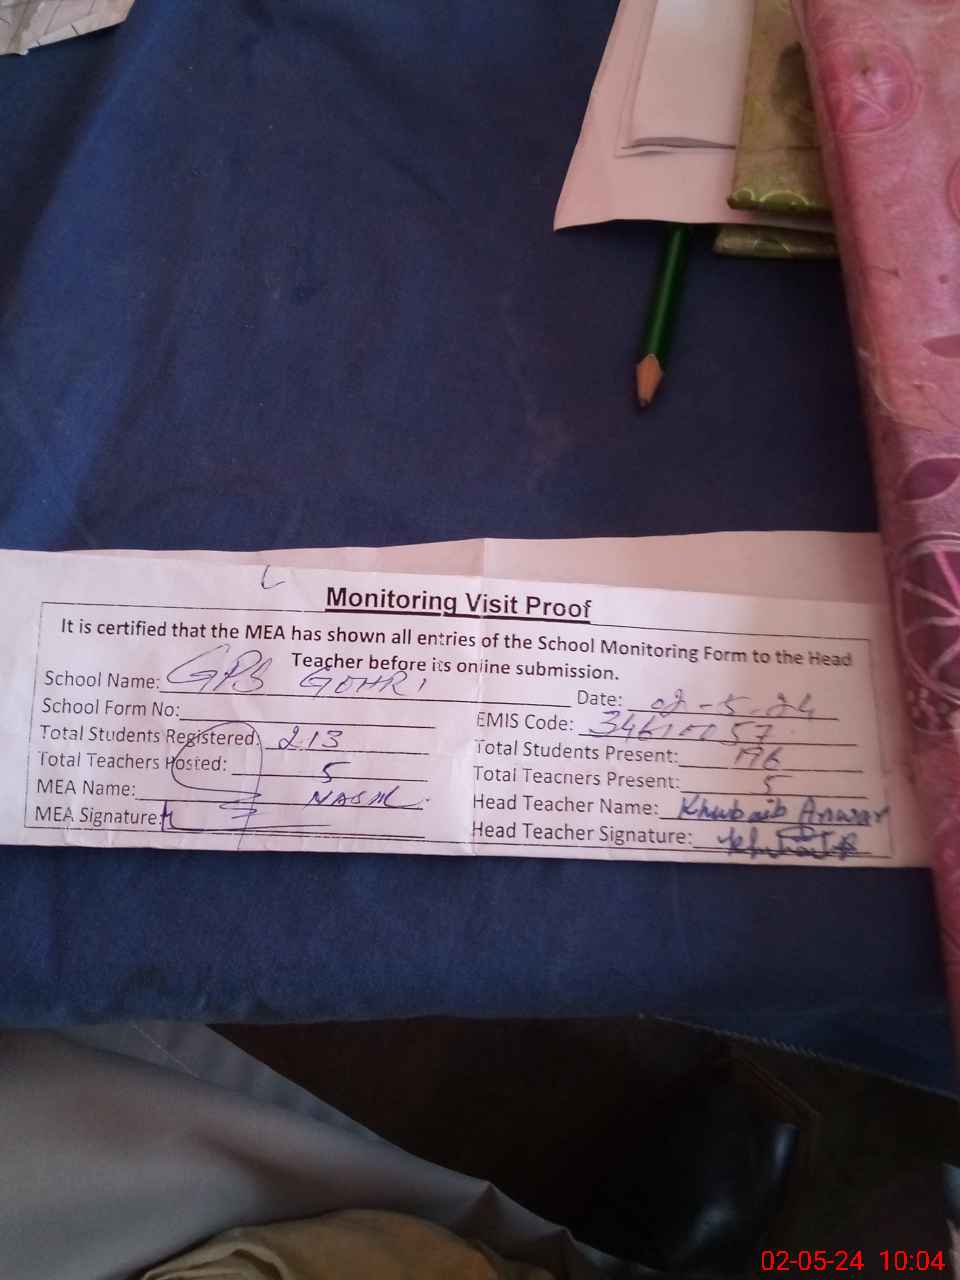 Monitoring Visit Proof
It is certified that the MEA has shown all entries of the School Monitoring Form to the Head
Teacher before its online submission.
School Name: GPS GOHRI
Date: 02-5-24
School Form No:
EMIS Code:
Total Students Registered: 213
Total Students Present: 196
Total Teachers Hosted: 5
Total Teachers Present: 5
MEA Name:
Head Teacher Name: Khubaib Anwar
MEA Signature:
Head Teacher Signature:
02-05-24 10:04